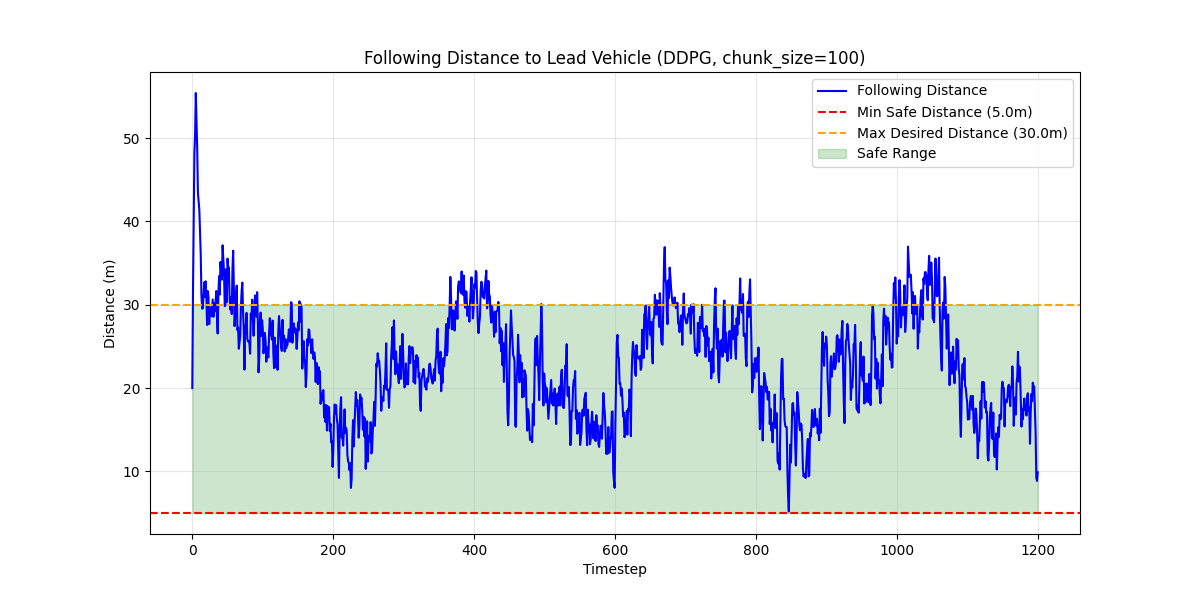 Following Distance to Lead Vehicle (DDPG, chunk_size=100)
Following Distance
Min Safe Distance (5.0m)
Max Desired Distance (30.0m)
Safe Range
Distance (m)
50
40
30
20
10
0 200 400 600 800 1000 1200
Timestep